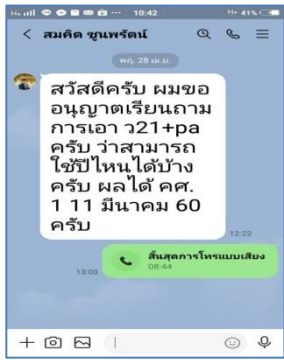 10:42
41%
สมคิด ชูนพรัตน์
พฤ, 28 เม.ย.
สวัสดีครับ ผมขอ
อนุญาตเรียนถาม
การเอา ว21+pa
ครับ ว่าสามารถ
ใช้ปีไหนได้บ้าง
ครับ ผลได้ คศ.
1 11 มีนาคม 60
ครับ
12:22
สิ้นสุดการโทรแบบเสียง
08:44
13:03